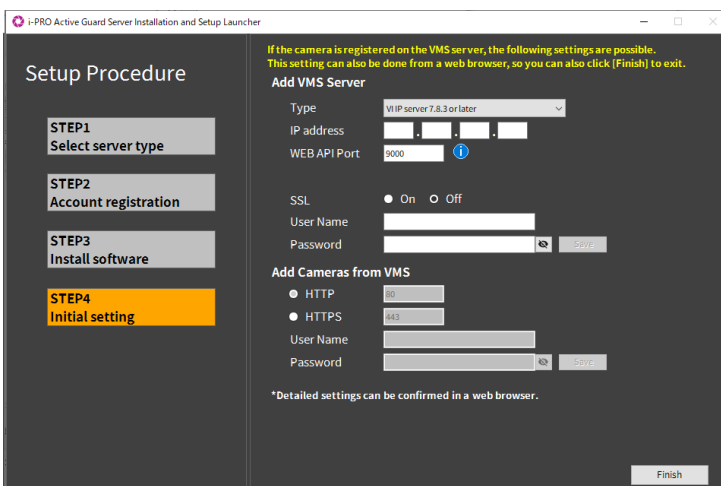 i-PRO Active Guard Server Installation and Setup Launcher
Setup Procedure
STEP1
Select server type
STEP2
Account registration
STEP3
Install software
STEP4
Initial setting
If the camera is registered on the VMS server, the following settings are possible.
This setting can also be done from a web browser, so you can also click [Finish] to exit.
Add VMS Server
Type VI IP server 7.8.3 or later
IP address . . .
WEB API Port 9000
SSL On Off
User Name
Password Save
Add Cameras from VMS
HTTP 80
HTTPS 443
User Name
Password Save
*Detailed settings can be confirmed in a web browser.
Finish